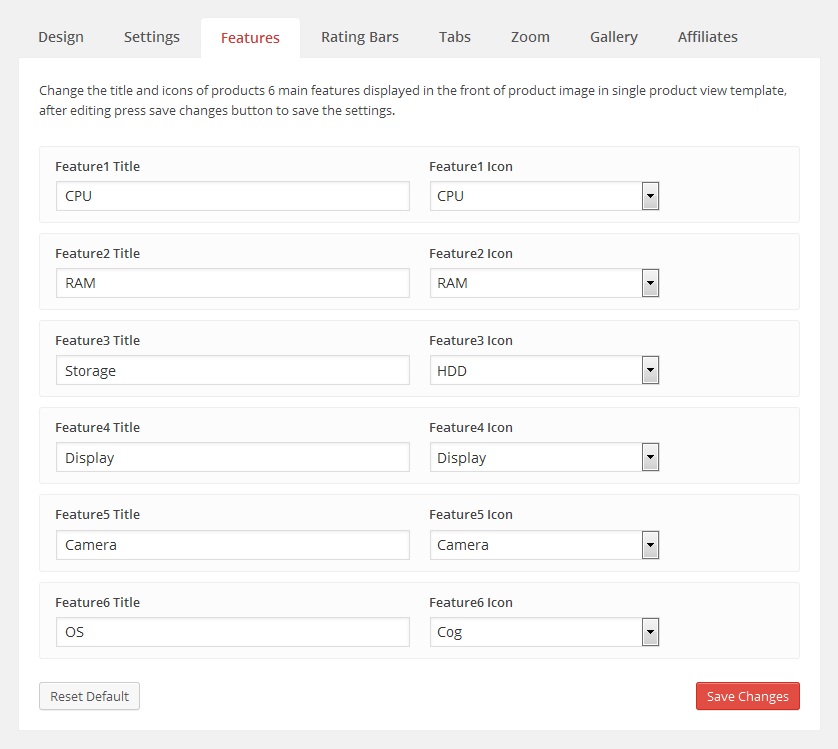 Design Settings Features Rating Bars Tabs Zoom Gallery Affiliates
Change the title and icons of products 6 main features displayed in the front of product image in single product view template,
after editing press save changes button to save the settings.
Feature1 Title Feature1 Icon
CPU CPU
Feature2 Title Feature2 Icon
RAM RAM
Feature3 Title Feature3 Icon
Storage HDD
Feature4 Title Feature4 Icon
Display Display
Feature5 Title Feature5 Icon
Camera Camera
Feature6 Title Feature6 Icon
OS Cog
Reset Default Save Changes